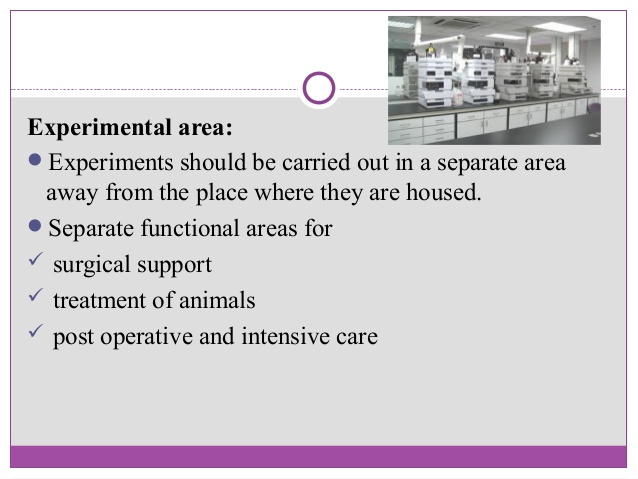 Experimental area:
Experiments should be carried out in a separate area
away from the place where they are housed.
Separate functional areas for
surgical support
treatment of animals
post operative and intensive care